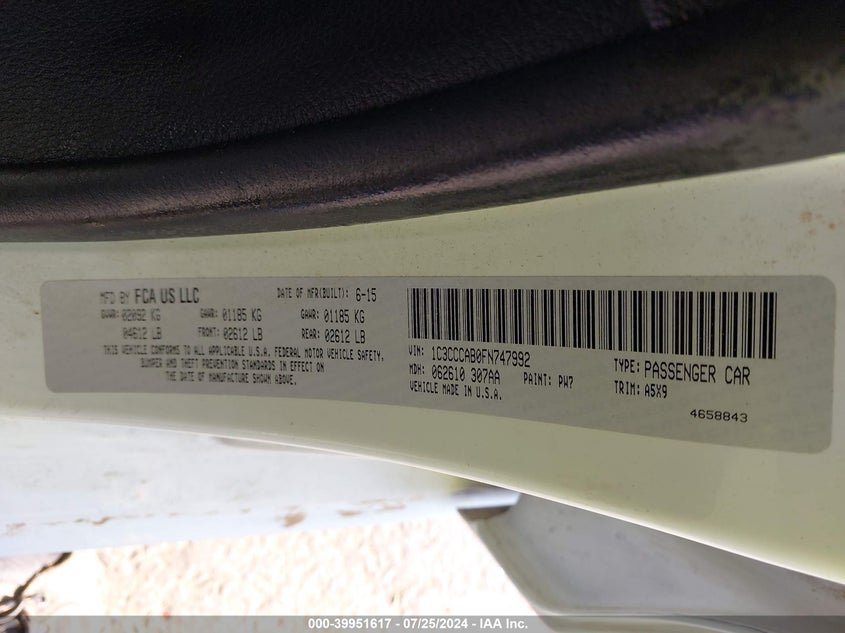 MFD BY FCA US LLC DATE OF MFR(BUILT): 6-15
GAWR: 02092 KG GAWR: 01185 KG GAWR: 01185 KG
04612 LB FRONT: 02612 LB REAR: 02612 LB
THIS VEHICLE CONFORMS TO ALL APPLICABLE U.S.A. FEDERAL MOTOR VEHICLE SAFETY,
BUMPER AND THEFT PREVENTION STANDARDS IN EFFECT ON
THE DATE OF MANUFACTURE SHOWN ABOVE.
VIN: 1C3CCCAB0FN747992
MDH: 062610 307AA PAINT: PW7
VEHICLE MADE IN U.S.A.
TYPE: PASSENGER CAR
TRIM: A5X9
4658843
000-39951617 - 07/25/2024 - IAA Inc.